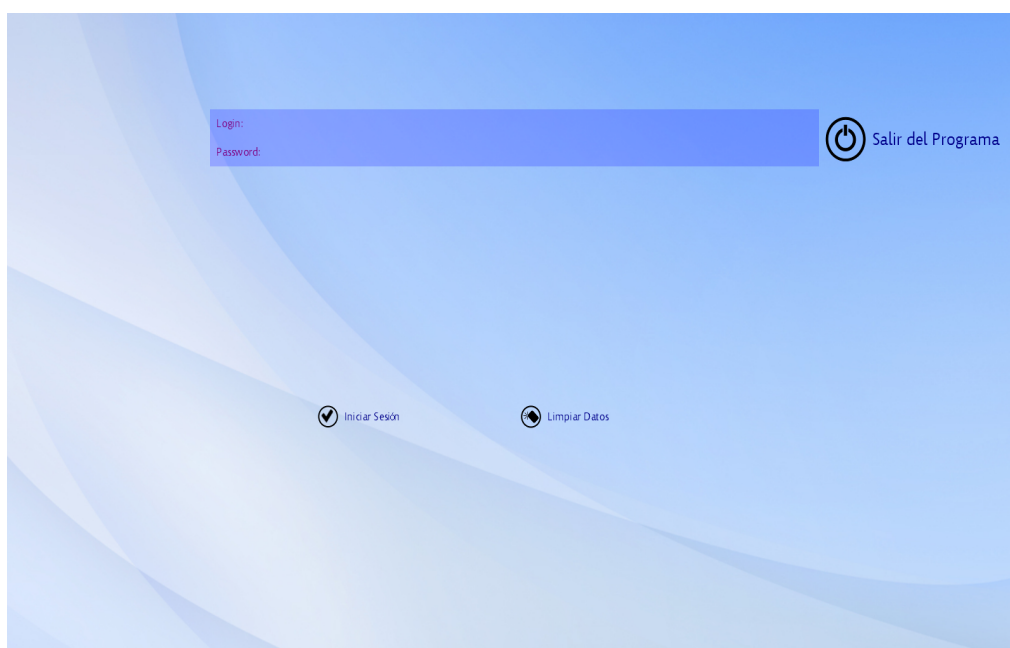 Login:
Password:
Salir del Programa
Iniciar Sesión
Limpiar Datos